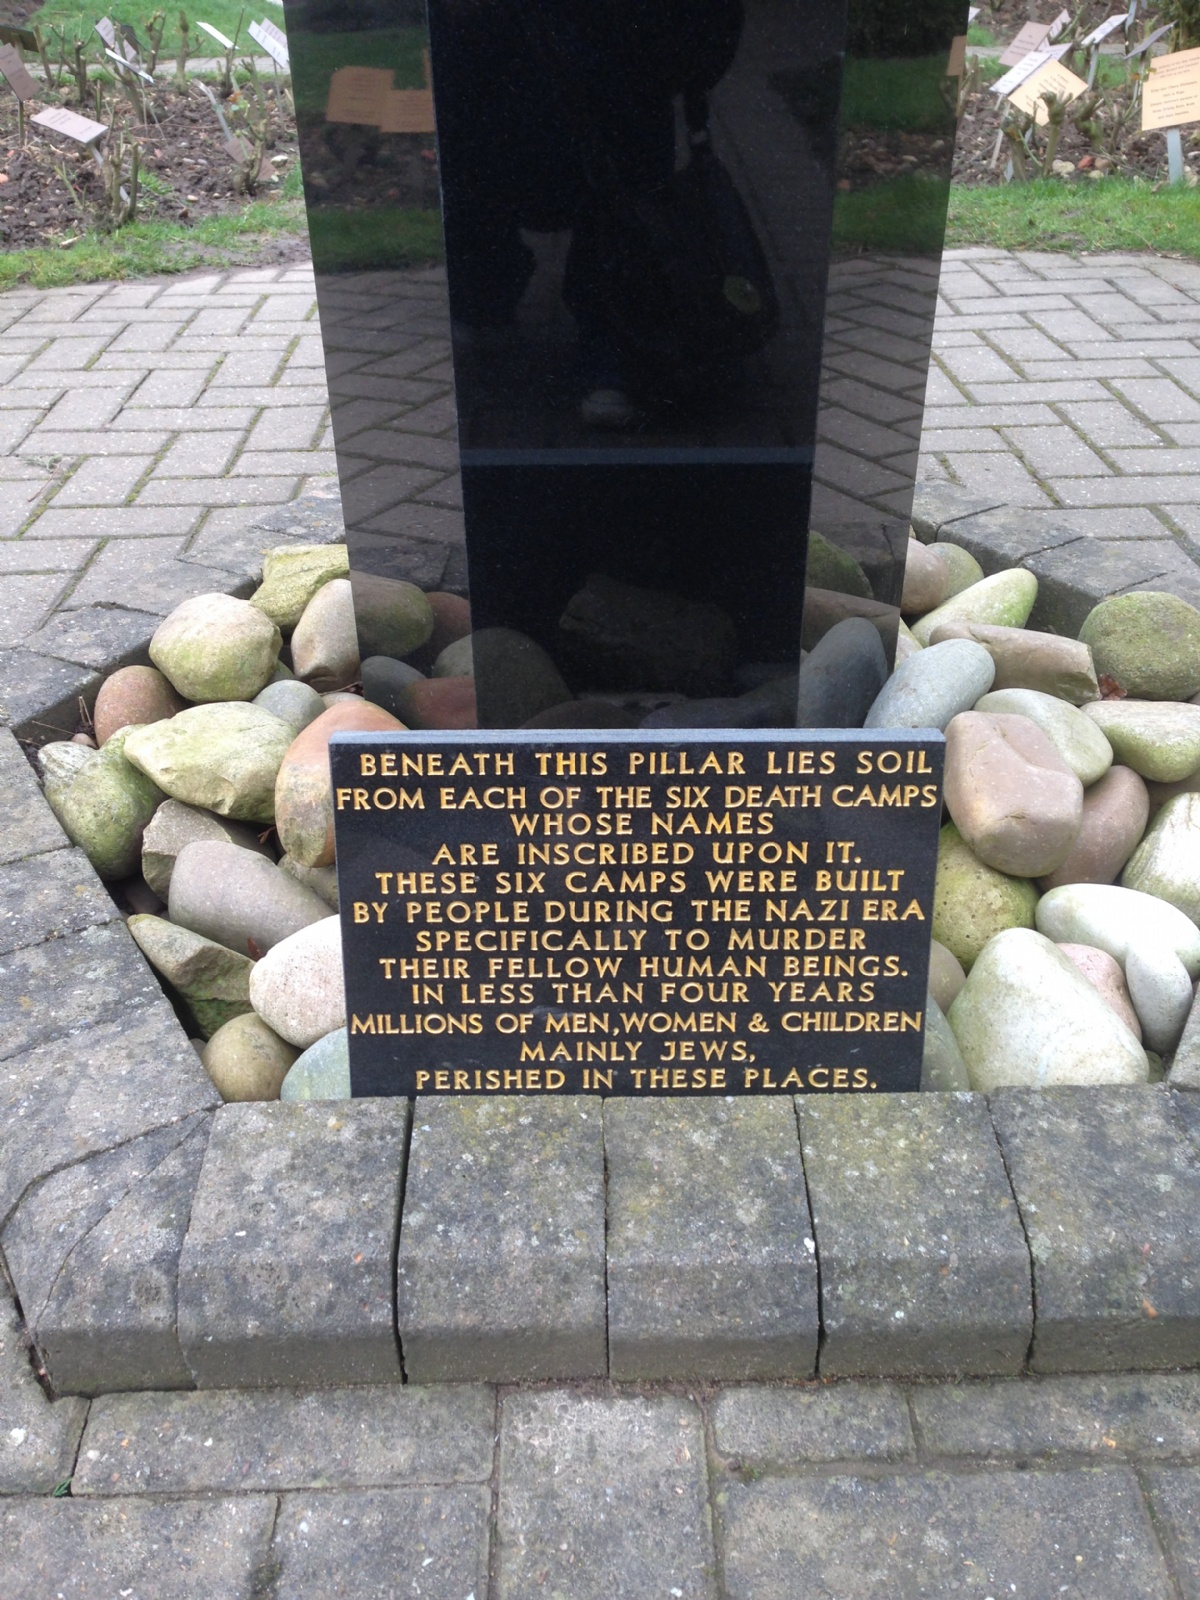 BENEATH THIS PILLAR LIES SOIL
FROM EACH OF THE SIX DEATH CAMPS
WHOSE NAMES
ARE INSCRIBED UPON IT.
THESE SIX CAMPS WERE BUILT
BY PEOPLE DURING THE NAZI ERA
SPECIFICALLY TO MURDER
THEIR FELLOW HUMAN BEINGS.
IN LESS THAN FOUR YEARS
MILLIONS OF MEN, WOMEN & CHILDREN
MAINLY JEWS,
PERISHED IN THESE PLACES.